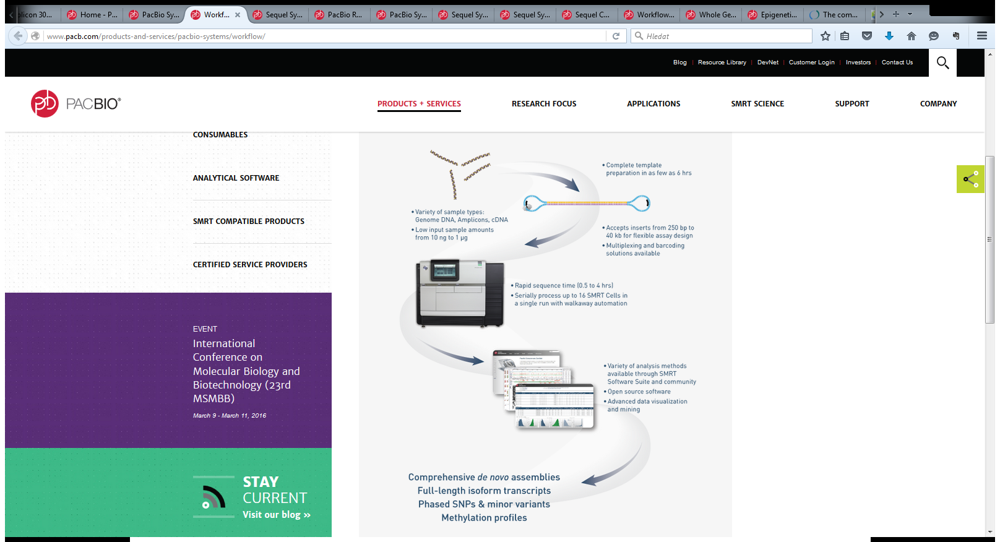 plicon 30...
Home - P...
PacBio Sy...
Workf...
Sequel Sy...
PacBio R...
PacBio Sy...
Sequel Sy...
Sequel Sy...
Sequel C...
Workflow...
Whole Ge...
Epigeneti...
The com...
www.pacb.com/products-and-services/pacbio-systems/workflow/
Hledat
Blog | Resource Library | DevNet | Customer Login | Investors | Contact Us
PACBIO®
PRODUCTS + SERVICES
RESEARCH FOCUS
APPLICATIONS
SMRT SCIENCE
SUPPORT
COMPANY
CONSUMABLES
ANALYTICAL SOFTWARE
SMRT COMPATIBLE PRODUCTS
CERTIFIED SERVICE PROVIDERS
EVENT
International
Conference on
Molecular Biology and
Biotechnology (23rd
MSMBB)
March 9 - March 11, 2016
STAY
CURRENT
Visit our blog »
• Complete template
preparation in as few as 6 hrs
• Variety of sample types:
Genome DNA, Amplicons, cDNA
• Low input sample amounts
from 10 ng to 1 µg
• Accepts inserts from 250 bp to
40 kb for flexible assay design
• Multiplexing and barcoding
solutions available
• Rapid sequence time (0.5 to 4 hrs)
• Serially process up to 16 SMRT Cells in
a single run with walkaway automation
• Variety of analysis methods
available through SMRT
Software Suite and community
• Open source software
• Advanced data visualization
and mining
Comprehensive de novo assemblies
Full-length isoform transcripts
Phased SNPs & minor variants
Methylation profiles